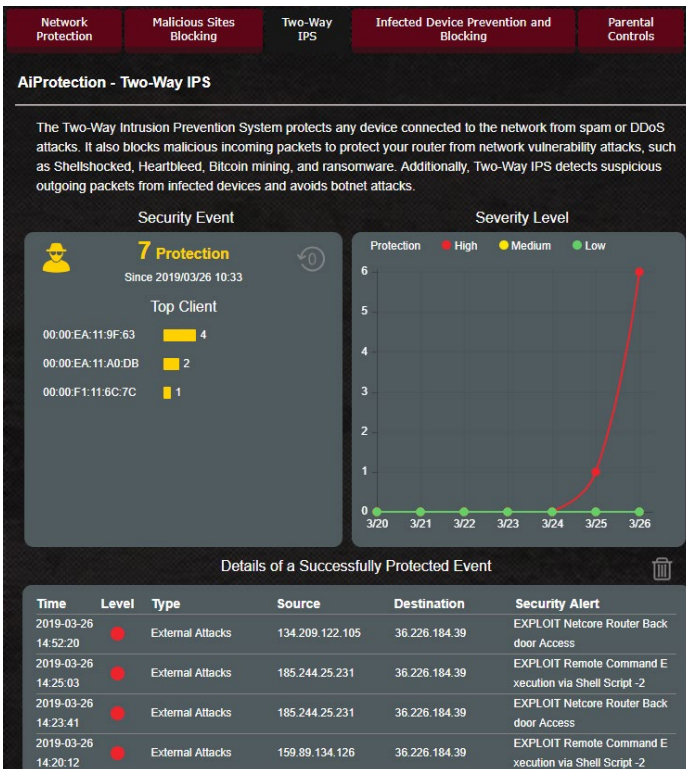 Network Protection
Malicious Sites Blocking
Two-Way IPS
Infected Device Prevention and Blocking
Parental Controls
AiProtection - Two-Way IPS
The Two-Way Intrusion Prevention System protects any device connected to the network from spam or DDoS
attacks. It also blocks malicious incoming packets to protect your router from network vulnerability attacks, such
as Shellshocked, Heartbleed, Bitcoin mining, and ransomware. Additionally, Two-Way IPS detects suspicious
outgoing packets from infected devices and avoids botnet attacks.
Security Event
7 Protection
0
Since 2019/03/26 10:33
Top Client
00:00:EA:11:9F:63 4
00:00:EA:11:A0:DB 2
00:00:F1:11:6C:7C 1
Severity Level
Protection High Medium Low
6
5
4
3
2
1
0
3/20 3/21 3/22 3/23 3/24 3/25 3/26
Details of a Successfully Protected Event
Time Level Type Source Destination Security Alert
2019-03-26 14:52:20 External Attacks 134.209.122.105 36.226.184.39 EXPLOIT Netcore Router Back
door Access
2019-03-26 14:25:03 External Attacks 185.244.25.231 36.226.184.39 EXPLOIT Remote Command E
xecution via Shell Script -2
2019-03-26 14:23:41 External Attacks 185.244.25.231 36.226.184.39 EXPLOIT Netcore Router Back
door Access
2019-03-26 14:20:12 External Attacks 159.89.134.126 36.226.184.39 EXPLOIT Remote Command E
xecution via Shell Script -2